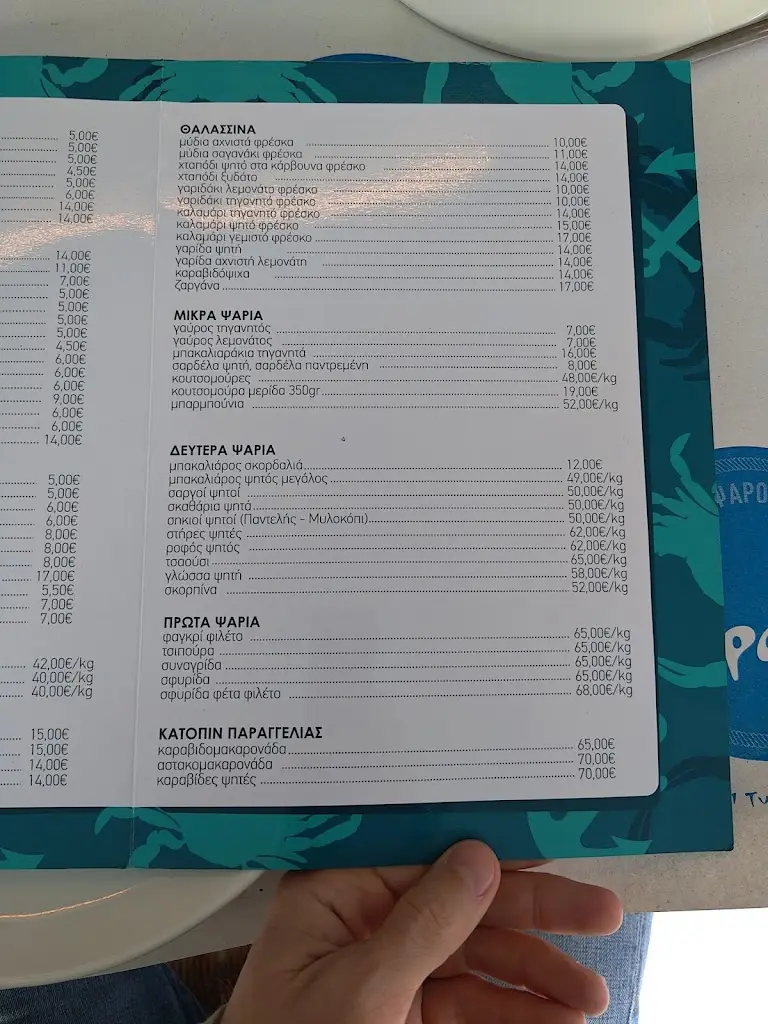 5,00€
5,00€
5,00€
4,50€
5,00€
6,00€
14,00€
14,00€
14,00€
11,00€
7,00€
5,00€
5,00€
5,00€
5,00€
4,50€
6,00€
6,00€
6,00€
9,00€
6,00€
6,00€
14,00€
5,00€
5,00€
6,00€
6,00€
8,00€
8,00€
8,00€
17,00€
5,50€
7,00€
7,00€
42,00€/kg
40,00€/kg
40,00€/kg
15,00€
15,00€
14,00€
14,00€
ΘΑΛΑΣΣΙΝΑ
μύδια αχνιστά φρέσκα 10,00€
μύδια σαγανάκι φρέσκα 11,00€
χταπόδι ψητό στα κάρβουνα φρέσκο 14,00€
χταπόδι ξυδάτο 14,00€
γαριδάκι λεμονάτο φρέσκο 10,00€
γαριδάκι τηγανητό φρέσκο 10,00€
καλαμάρι τηγανητό φρέσκο 14,00€
καλαμάρι ψητό φρέσκο 15,00€
καλαμάρι γεμιστό φρέσκο 17,00€
γαρίδα ψητή 14,00€
γαρίδα αχνιστή λεμονάτη 14,00€
καραβιδόψιχα 14,00€
ζαργάνα 17,00€
ΜΙΚΡΑ ΨΑΡΙΑ
γαύρος τηγανητός 7,00€
γαύρος λεμονάτος 7,00€
μπακαλιαράκια τηγανητά 16,00€
σαρδέλα ψητή, σαρδέλα παντρεμένη 8,00€
κουτσομούρες 48,00€/kg
κουτσομούρα μερίδα 350gr 19,00€
μπαρμπούνια 52,00€/kg
ΔΕΥΤΕΡΑ ΨΑΡΙΑ
μπακαλιάρος σκορδαλιά 12,00€
μπακαλιάρος ψητός μεγάλος 49,00€/kg
σαργοί ψητοί 50,00€/kg
σκαθάρια ψητά 50,00€/kg
σηκιοί ψητοί (Παντελής - Μυλοκόπι) 50,00€/kg
στήρες ψητές 62,00€/kg
ροφός ψητός 62,00€/kg
τσαούσι 65,00€/kg
γλώσσα ψητή 58,00€/kg
σκορπίνα 52,00€/kg
ΠΡΩΤΑ ΨΑΡΙΑ
φαγκρί φιλέτο 65,00€/kg
τσιπούρα 65,00€/kg
συναγρίδα 65,00€/kg
σφυρίδα 65,00€/kg
σφυρίδα φέτα φιλέτο 68,00€/kg
ΚΑΤΟΠΙΝ ΠΑΡΑΓΓΕΛΙΑΣ
καραβιδομακαρονάδα 65,00€
αστακομακαρονάδα 70,00€
καραβίδες ψητές 70,00€
ΨΑΡΟ